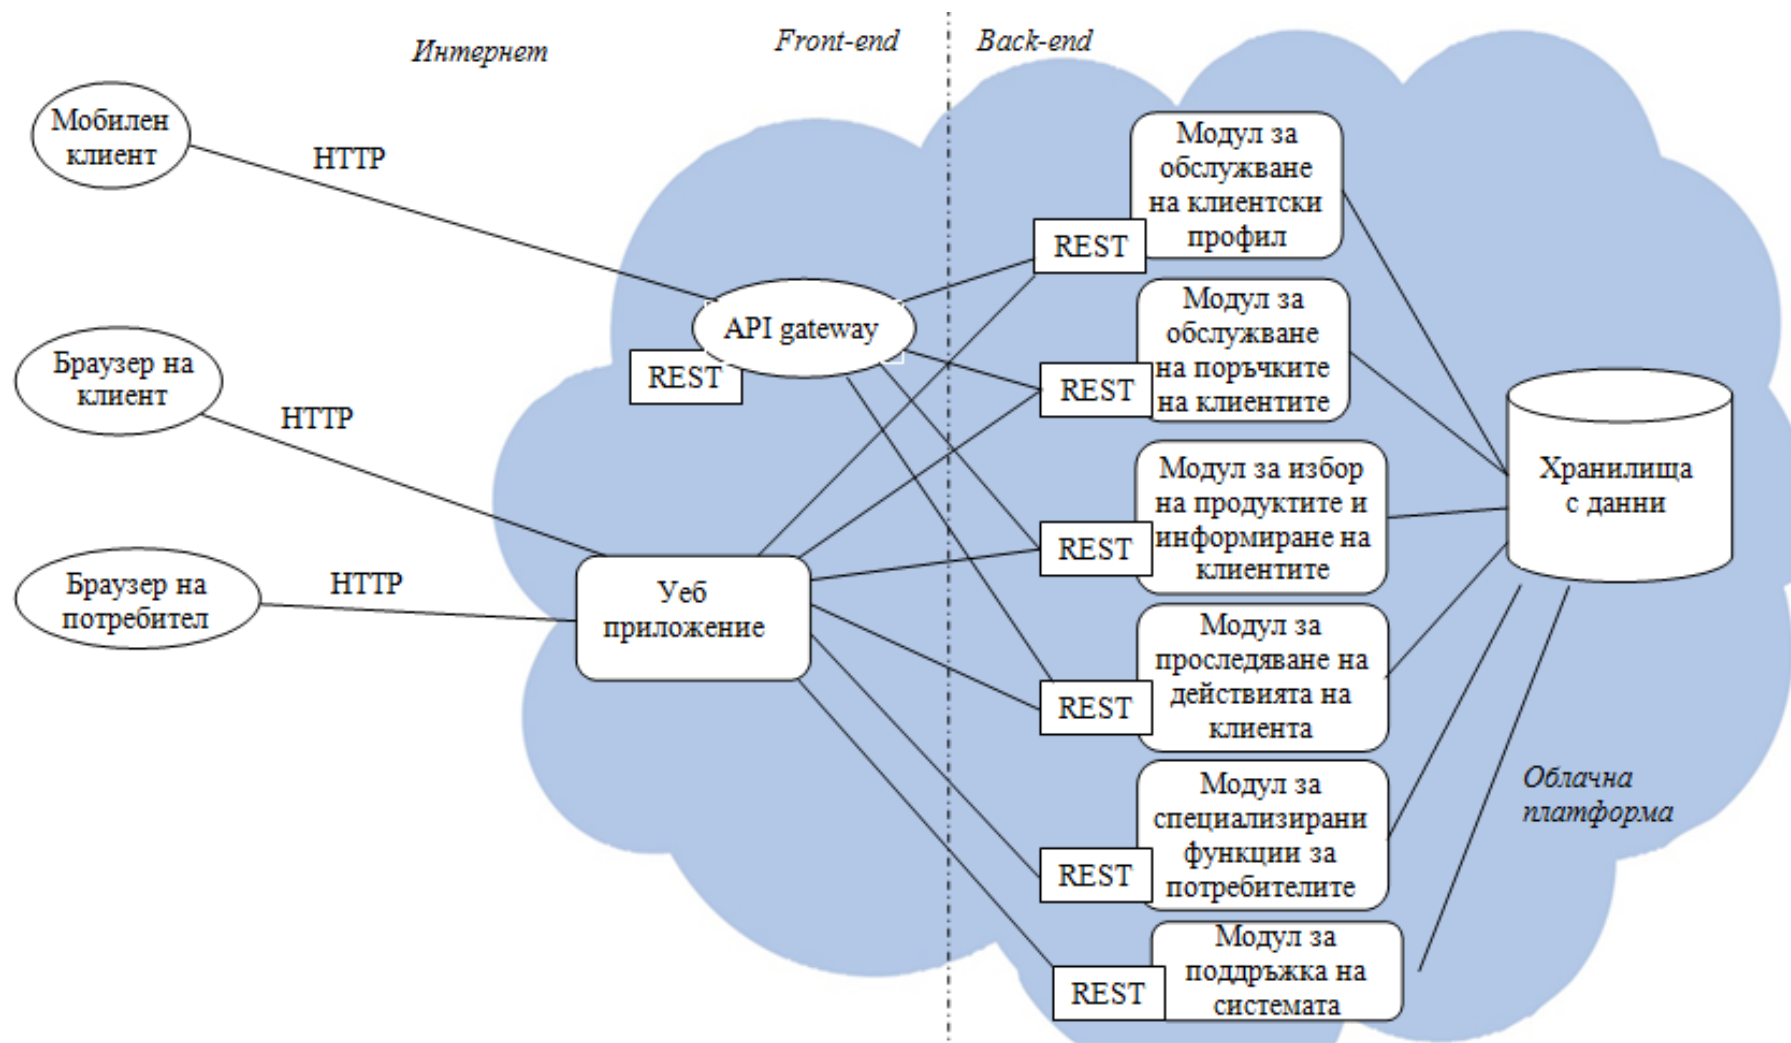 Интернет
Front-end
Back-end
Мобилен
клиент
HTTP
Браузер на
клиент
HTTP
Браузер на
потребител
HTTP
API gateway
REST
Уеб
приложение
Модул за
обслужване
на клиентски
профил
REST
Модул за
обслужване
на поръчките
на клиентите
REST
Модул за избор
на продуктите и
информиране на
клиентите
REST
Модул за
проследяване на
действията на
клиента
REST
Модул за
специализирани
функции за
потребителите
REST
Модул за
поддръжка на
системата
REST
Хранилища
с данни
Облачна
платформа